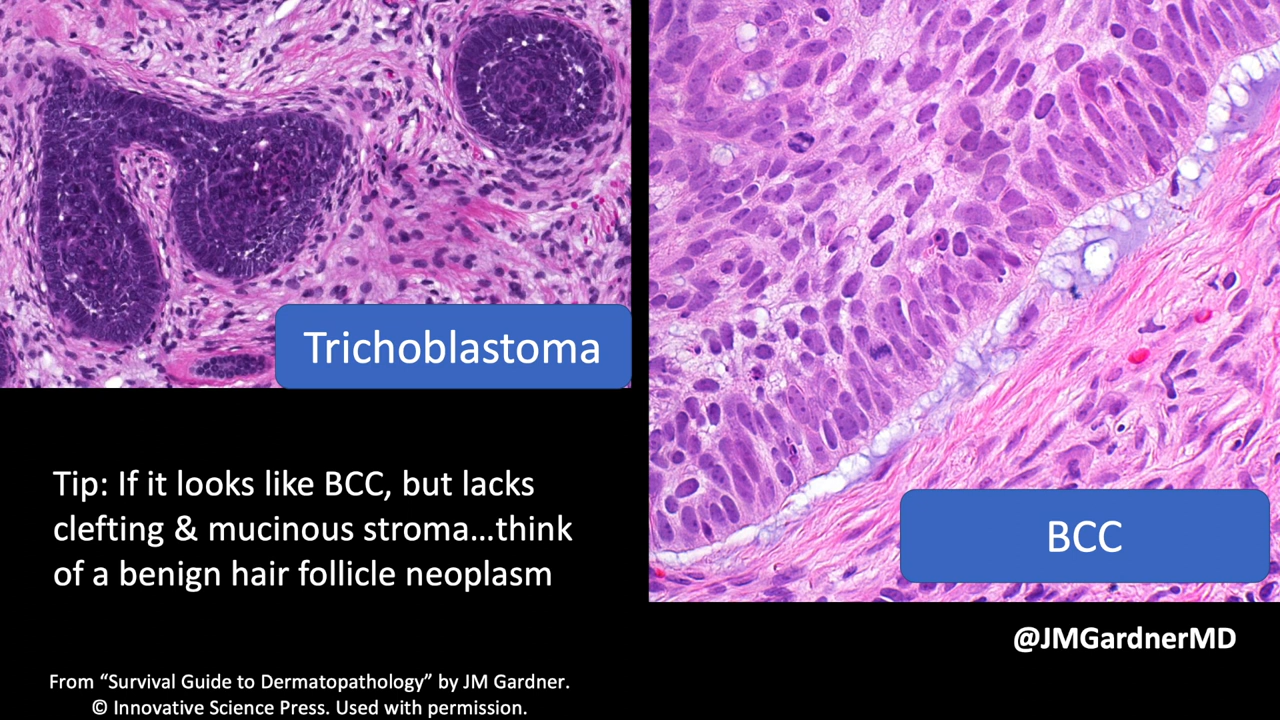 Trichoblastoma
Tip: If it looks like BCC, but lacks
clefting & mucinous stroma...think
of a benign hair follicle neoplasm
BCC
@JMGardnerMD
From “Survival Guide to Dermatopathology” by JM Gardner.
© Innovative Science Press. Used with permission.